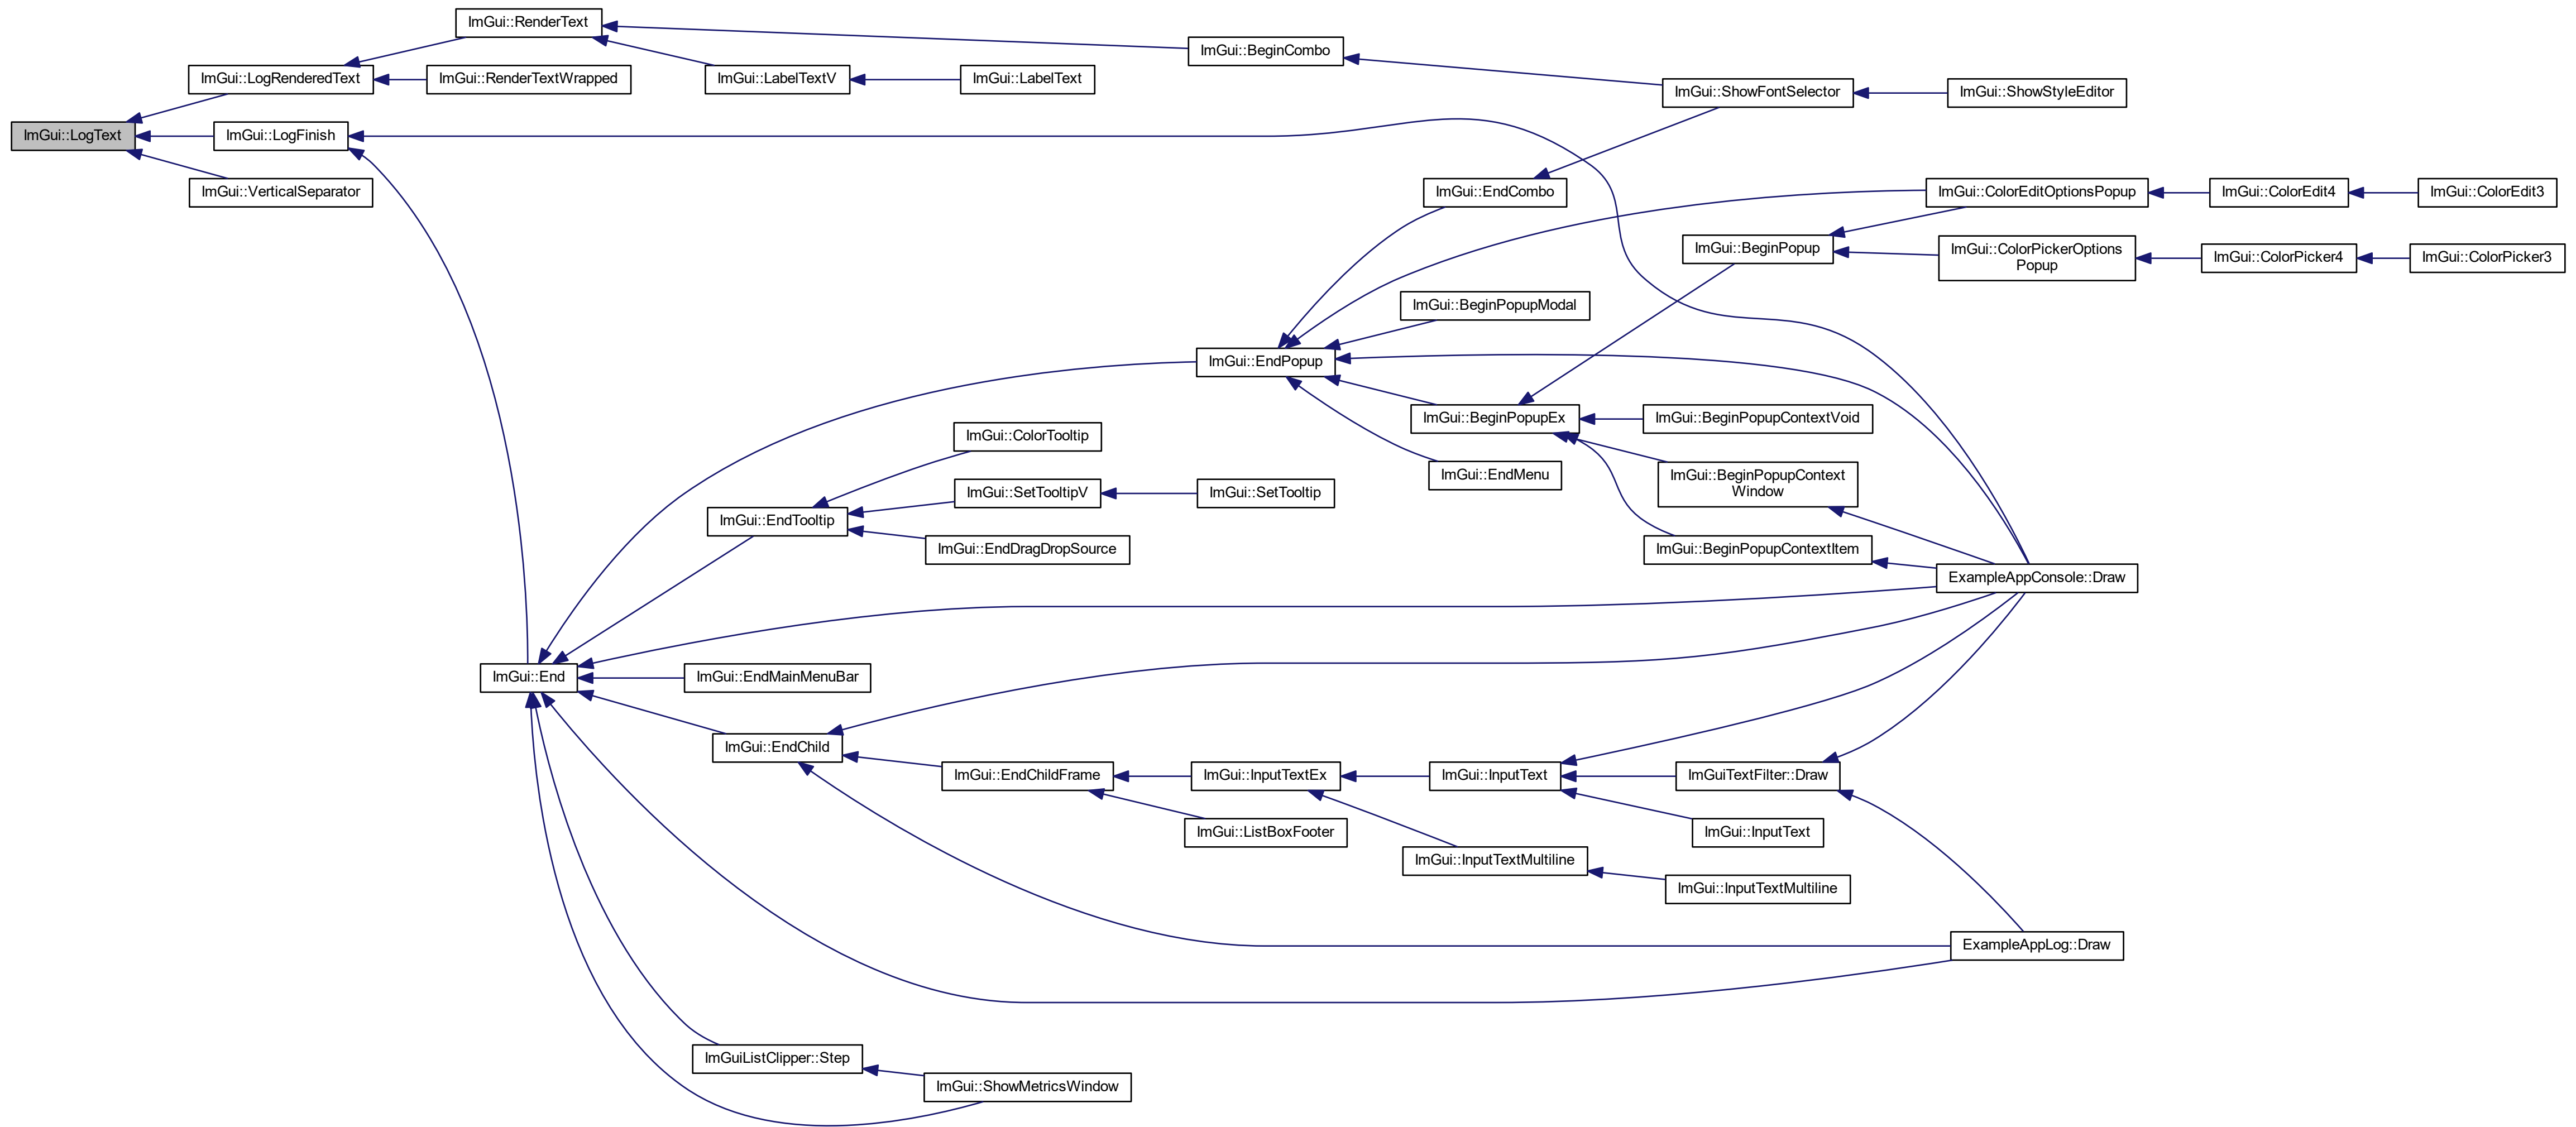 ImGui::RenderText
ImGui::BeginCombo
ImGui::LogRenderedText
ImGui::RenderTextWrapped
ImGui::LabelTextV
ImGui::LabelText
ImGui::ShowFontSelector
ImGui::ShowStyleEditor
ImGui::LogText
ImGui::LogFinish
ImGui::VerticalSeparator
ImGui::EndCombo
ImGui::ColorEditOptionsPopup
ImGui::ColorEdit4
ImGui::ColorEdit3
ImGui::BeginPopup
ImGui::ColorPickerOptions
Popup
ImGui::ColorPicker4
ImGui::ColorPicker3
ImGui::BeginPopupModal
ImGui::EndPopup
ImGui::BeginPopupEx
ImGui::BeginPopupContextVoid
ImGui::ColorTooltip
ImGui::EndMenu
ImGui::BeginPopupContext
Window
ImGui::SetTooltipV
ImGui::SetTooltip
ImGui::EndTooltip
ImGui::EndDragDropSource
ImGui::BeginPopupContextItem
ExampleAppConsole::Draw
ImGui::End
ImGui::EndMainMenuBar
ImGui::EndChild
ImGui::EndChildFrame
ImGui::InputTextEx
ImGui::InputText
ImGuiTextFilter::Draw
ImGui::ListBoxFooter
ImGui::InputText
ImGui::InputTextMultiline
ImGui::InputTextMultiline
ExampleAppLog::Draw
ImGuiListClipper::Step
ImGui::ShowMetricsWindow